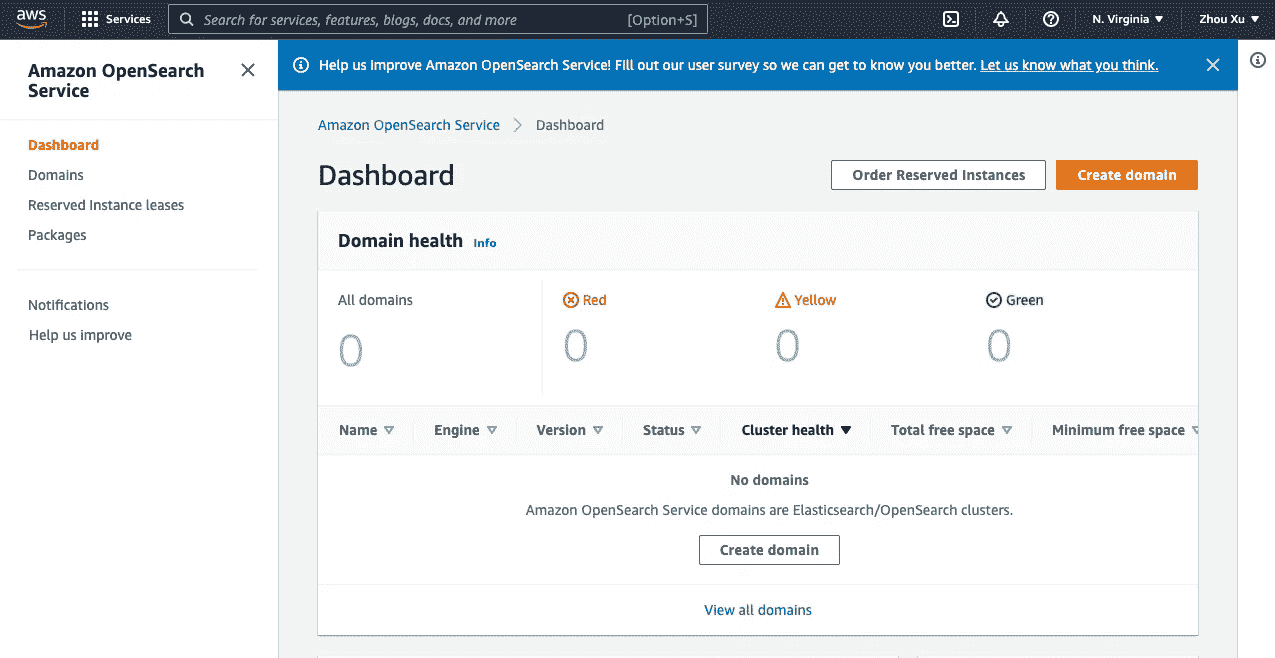 aws
Services
Search for services, features, blogs, docs, and more
[Option+S]
N. Virginia
Zhou Xu
Amazon OpenSearch
Service
Dashboard
Domains
Reserved Instance leases
Packages
Notifications
Help us improve
Help us improve Amazon OpenSearch Service! Fill out our user survey so we can get to know you better. Let us know what you think.
Amazon OpenSearch Service
Dashboard
Dashboard
Order Reserved Instances
Create domain
Domain health Info
All domains
Red
Yellow
Green
0
0
0
0
Name
Engine
Version
Status
Cluster health
Total free space
Minimum free space
No domains
Amazon OpenSearch Service domains are Elasticsearch/OpenSearch clusters.
Create domain
View all domains